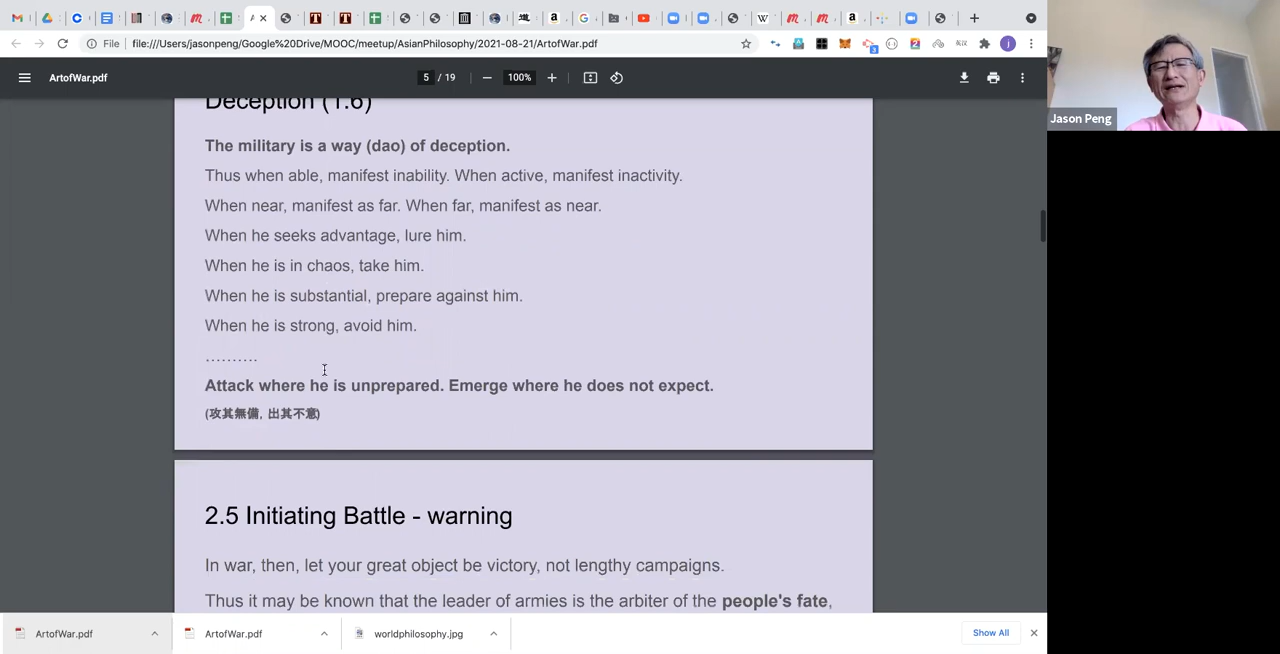 File file:///Users/jasonpeng/Google%20Drive/MOOC/meetup/AsianPhilosophy/2021-08-21/ArtofWar.pdf
ArtofWar.pdf 5 / 19 100%
Jason Peng
Deception (1.6)
The military is a way (dao) of deception.
Thus when able, manifest inability. When active, manifest inactivity.
When near, manifest as far. When far, manifest as near.
When he seeks advantage, lure him.
When he is in chaos, take him.
When he is substantial, prepare against him.
When he is strong, avoid him.
..........
Attack where he is unprepared. Emerge where he does not expect.
(攻其無備, 出其不意)
2.5 Initiating Battle - warning
In war, then, let your great object be victory, not lengthy campaigns.
Thus it may be known that the leader of armies is the arbiter of the people's fate,
ArtofWar.pdf ArtofWar.pdf worldphilosophy.jpg Show All